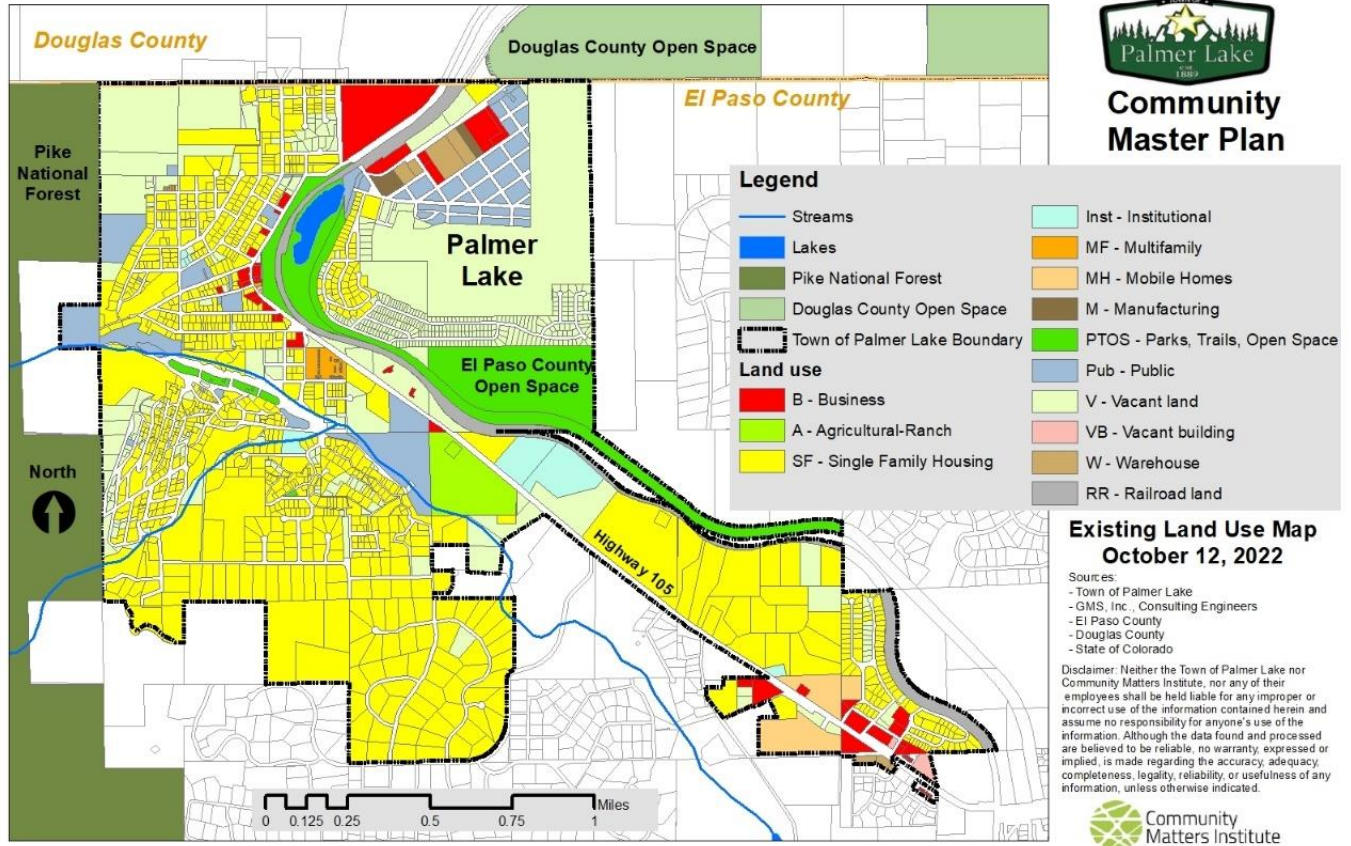 Douglas County
Douglas County Open Space
El Paso County
Pike
National
Forest
Palmer
Lake
El Paso County
Open Space
North
Highway 105
Miles
0 0.125 0.25 0.5 0.75 1
TOWN OF
Palmer Lake
est
1889
Community
Master Plan
Legend
Streams
Lakes
Pike National Forest
Douglas County Open Space
Town of Palmer Lake Boundary
Land use
B - Business
A - Agricultural-Ranch
SF - Single Family Housing
Inst - Institutional
MF - Multifamily
MH - Mobile Homes
M - Manufacturing
PTOS - Parks, Trails, Open Space
Pub - Public
V - Vacant land
VB - Vacant building
W - Warehouse
RR - Railroad land
Existing Land Use Map
October 12, 2022
Sources:
- Town of Palmer Lake
- GMS, Inc., Consulting Engineers
- El Paso County
- Douglas County
- State of Colorado
Disclaimer: Neither the Town of Palmer Lake nor
Community Matters Institute, nor any of their
employees shall be held liable for any improper or
incorrect use of the information contained herein and
assume no responsibility for anyone's use of the
information. Although the data found and processed
are believed to be reliable, no warranty, expressed or
implied, is made regarding the accuracy, adequacy,
completeness, legality, reliability, or usefulness of any
information, unless otherwise indicated.
Community
Matters Institute